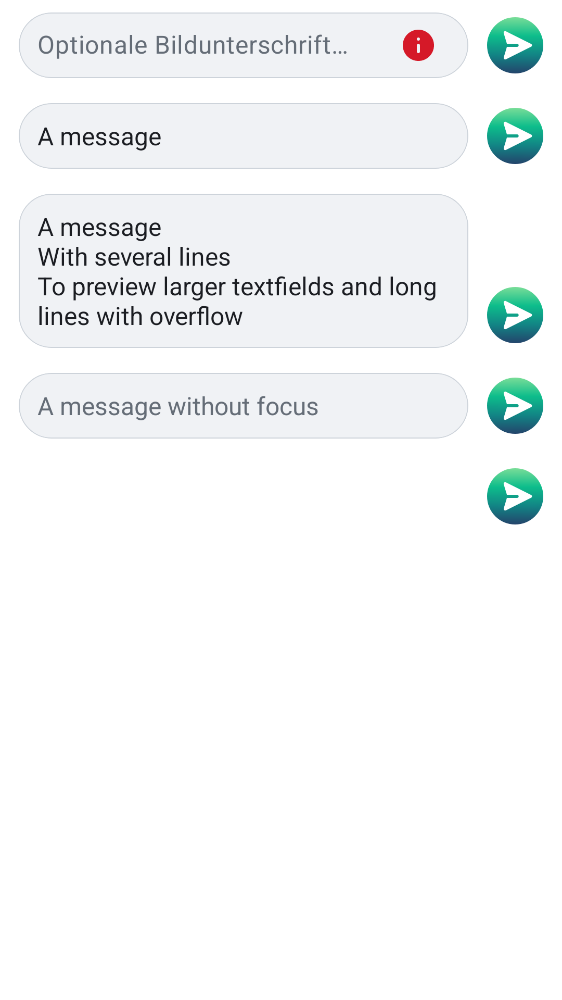 Optionale Bildunterschrift…
A message
A message
With several lines
To preview larger textfields and long
lines with overflow
A message without focus